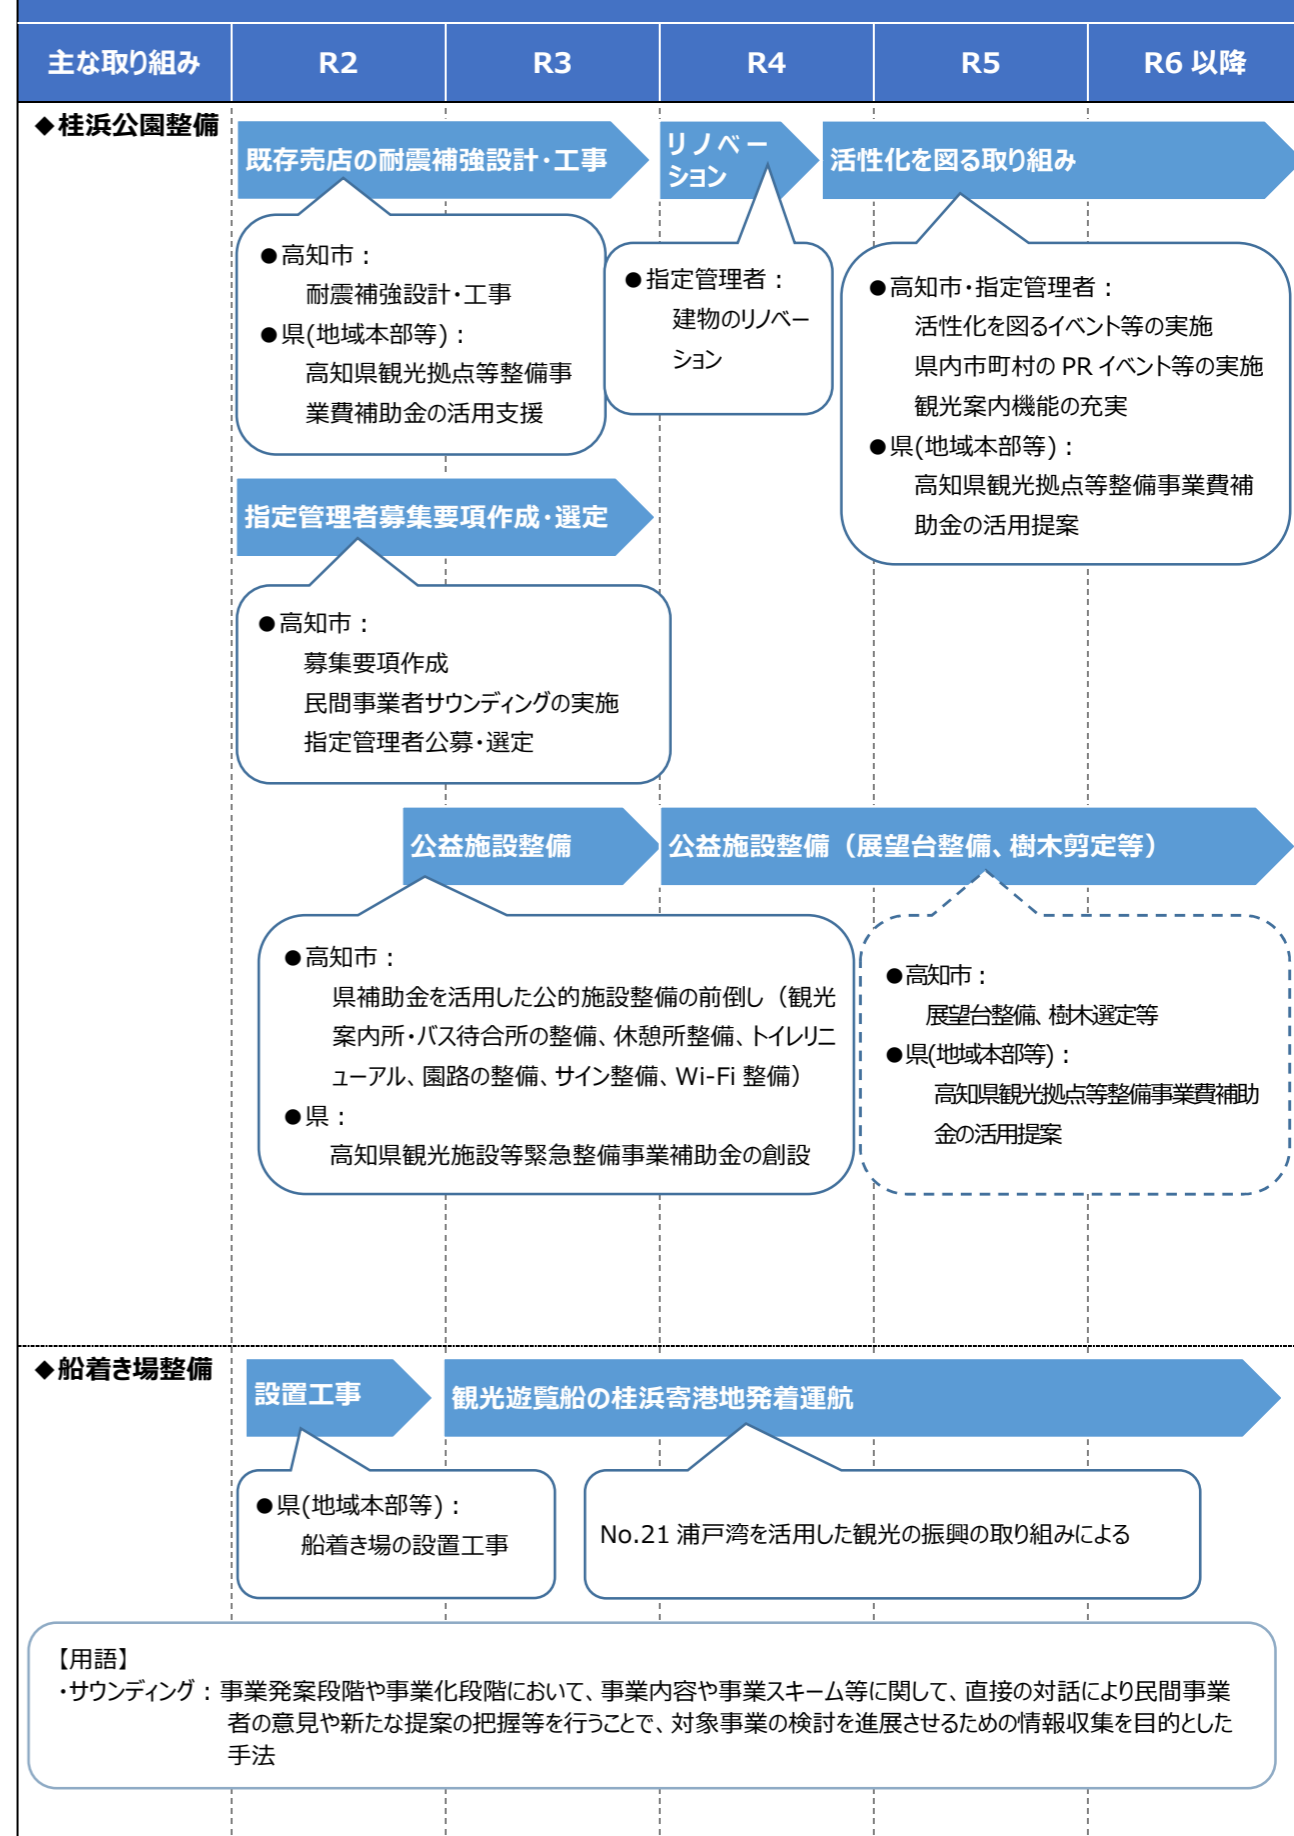 主な取り組み R2 R3 R4 R5 R6 以降
◆桂浜公園整備
既存売店の耐震補強設計・工事
リノベー
ション
活性化を図る取り組み
●高知市：
耐震補強設計・工事
●県(地域本部等)：
高知県観光拠点等整備事
業費補助金の活用支援
●指定管理者：
建物のリノベー
ション
●高知市・指定管理者：
活性化を図るイベント等の実施
県内市町村の PR イベント等の実施
観光案内機能の充実
●県(地域本部等)：
高知県観光拠点等整備事業費補
助金の活用提案
指定管理者募集要項作成・選定
●高知市：
募集要項作成
民間事業者サウンディングの実施
指定管理者公募・選定
公益施設整備
公益施設整備（展望台整備、樹木剪定等）
●高知市：
県補助金を活用した公的施設整備の前倒し（観光
案内所・バス待合所の整備、休憩所整備、トイレリニ
ューアル、園路の整備、サイン整備、Wi-Fi 整備）
●県：
高知県観光施設等緊急整備事業補助金の創設
●高知市：
展望台整備、樹木選定等
●県(地域本部等)：
高知県観光拠点等整備事業費補助
金の活用提案
◆船着き場整備
設置工事
観光遊覧船の桂浜寄港地発着運航
●県(地域本部等)：
船着き場の設置工事
No.21 浦戸湾を活用した観光の振興の取り組みによる
【用語】
・サウンディング：事業発案段階や事業化段階において、事業内容や事業スキーム等に関して、直接の対話により民間事業
者の意見や新たな提案の把握等を行うことで、対象事業の検討を進展させるための情報収集を目的とした
手法